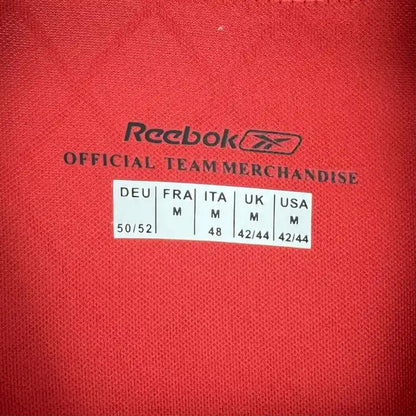 Reebok
OFFICIAL TEAM MERCHANDISE
DEU FRA ITA UK USA
M M M M
50/52 48 42/44 42/44